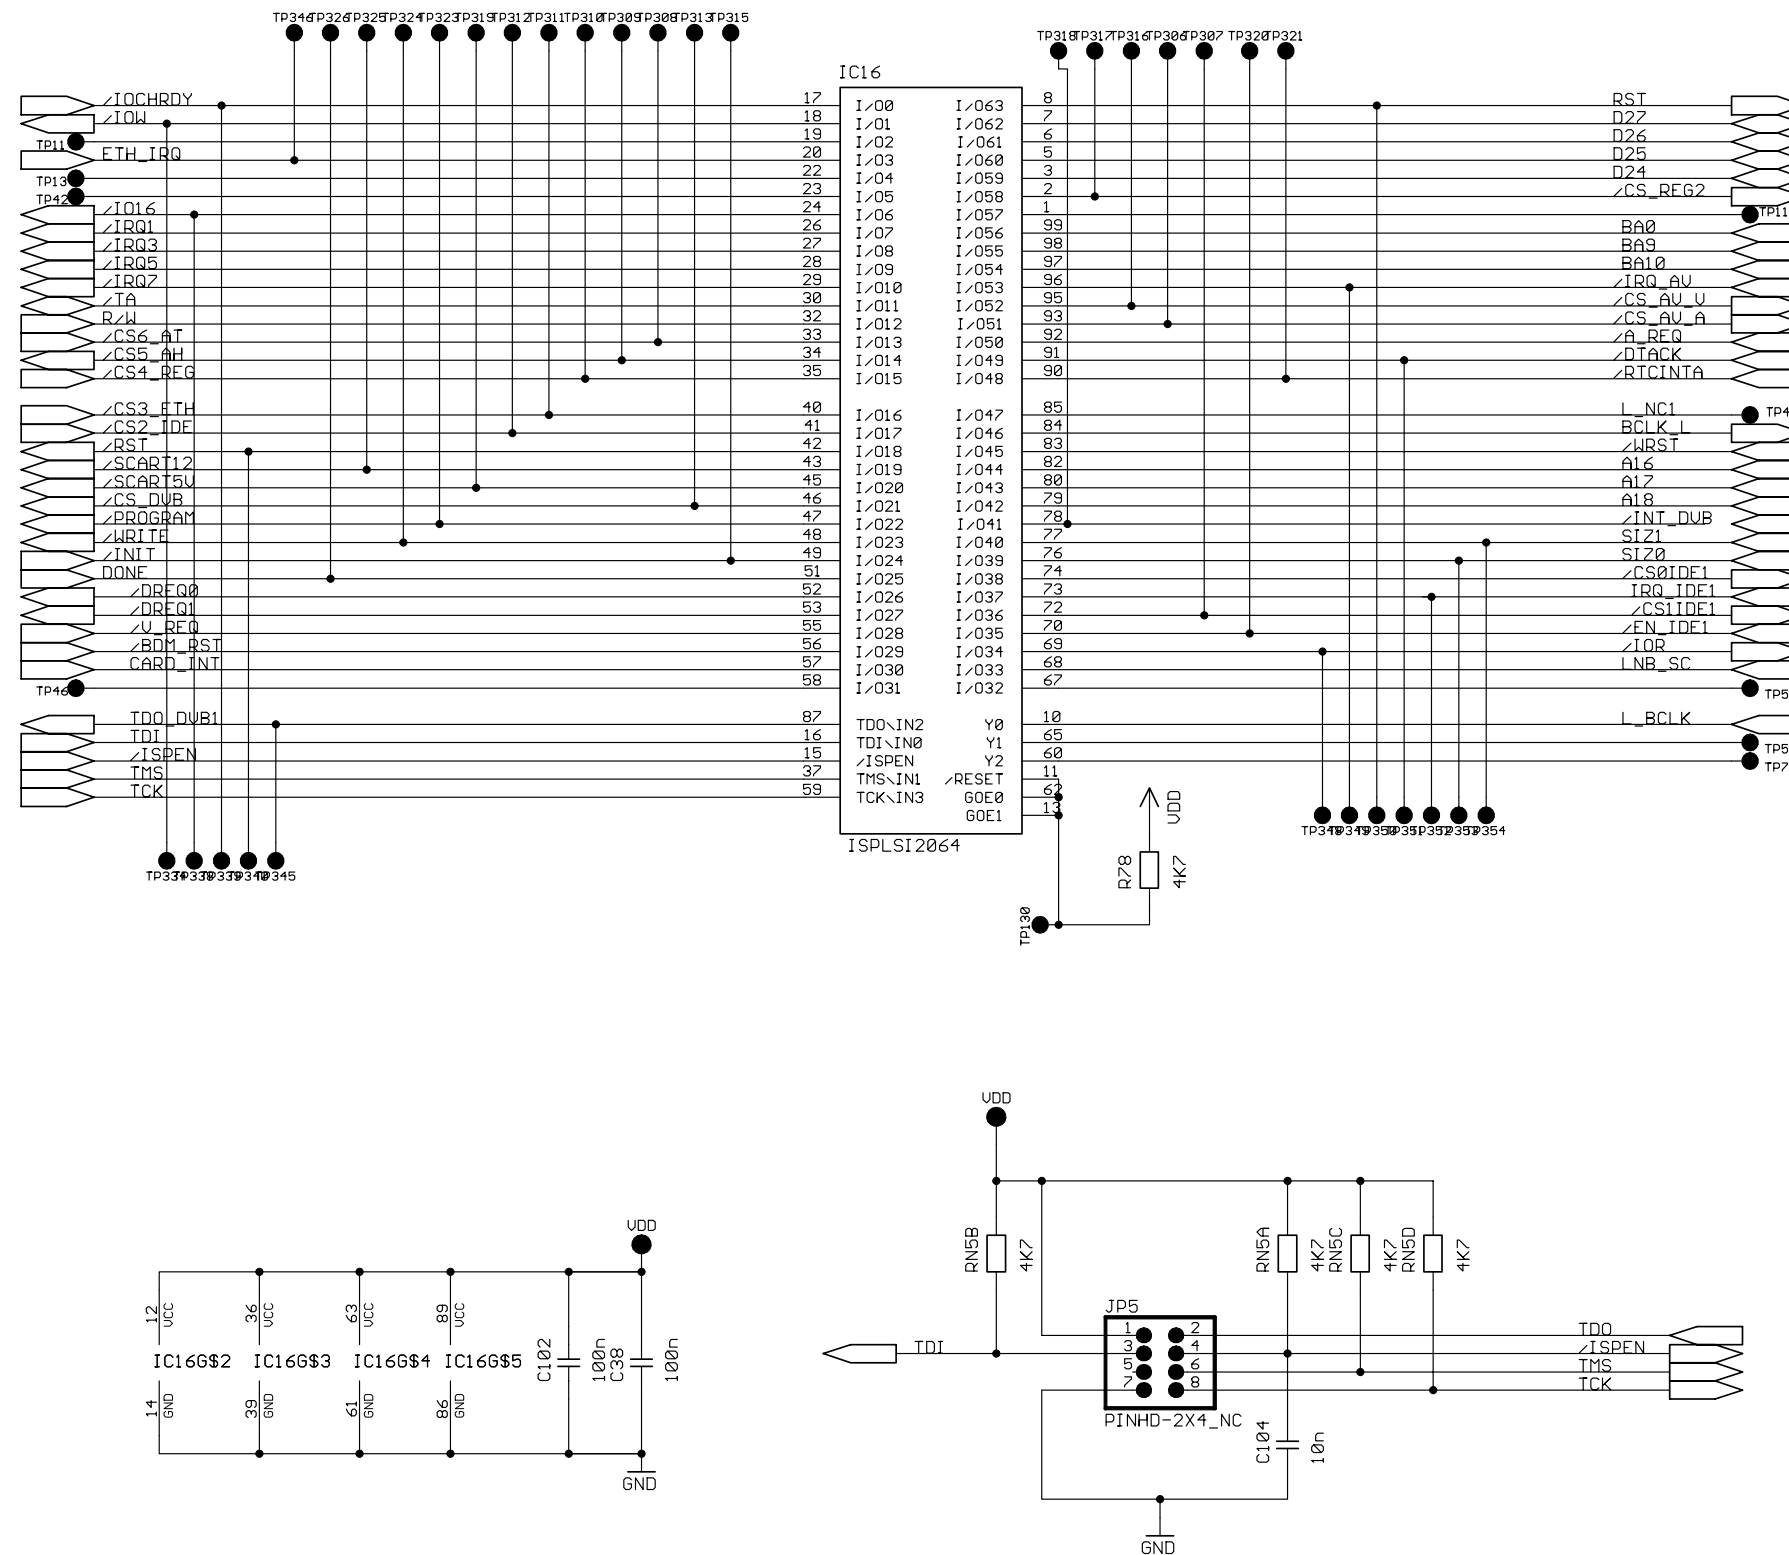 TP346 TP326 TP325 TP324 TP323 TP319 TP312 TP311 TP310 TP309 TP308 TP313 TP315
TP318 TP317 TP316 TP306 TP307 TP320 TP321
IC16
/IOCHRDY 17 I/O0 I/O63 8 RST
/IOW 18 I/O1 I/O62 7 D27
TP11 19 I/O2 I/O61 6 D26
ETH_IRQ 20 I/O3 I/O60 5 D25
TP13 22 I/O4 I/O59 3 D24
TP42 23 I/O5 I/O58 2 /CS_REG2
/IO16 24 I/O6 I/O57 1 TP11
/IRQ1 26 I/O7 I/O56 99 BA0
/IRQ3 27 I/O8 I/O55 98 BA9
/IRQ5 28 I/O9 I/O54 97 BA10
/IRQ7 29 I/O10 I/O53 96 /IRQ_AV
/TA 30 I/O11 I/O52 95 /CS_AV_V
R/W 32 I/O12 I/O51 93 /CS_AV_A
/CS6_AT 33 I/O13 I/O50 92 /A_REQ
/CS5_AH 34 I/O14 I/O49 91 /DTACK
/CS4_REG 35 I/O15 I/O48 90 /RTCINTA
/CS3_ETH 40 I/O16 I/O47 85 L_NC1 TP4
/CS2_IDE 41 I/O17 I/O46 84 BCLK_L
/RST 42 I/O18 I/O45 83 /WRST
/SCART12 43 I/O19 I/O44 82 A16
/SCART5V 45 I/O20 I/O43 80 A17
/CS_DVB 46 I/O21 I/O42 79 A18
/PROGRAM 47 I/O22 I/O41 78 /INT_DVB
/WRITE 48 I/O23 I/O40 77 SIZ1
/INIT 49 I/O24 I/O39 76 SIZ0
DONE 51 I/O25 I/O38 74 /CS0IDE1
/DREQ0 52 I/O26 I/O37 73 IRQ_IDE1
/DREQ1 53 I/O27 I/O36 72 /CS1IDE1
/V_REQ 55 I/O28 I/O35 70 /EN_IDE1
/BDM_RST 56 I/O29 I/O34 69 /IOR
CARD_INT 57 I/O30 I/O33 68 LNB_SC
TP46 58 I/O31 I/O32 67 TP5
TDO_DVB1 87 TDO\IN2 Y0 10 L_BCLK
TDI 16 TDI\IN0 Y1 65 TP5
/ISPEN 15 /ISPEN Y2 60 TP7
TMS 37 TMS\IN1 /RESET 11
TCK 59 TCK\IN3 GOE0 62
GOE1 13
ISPLSI2064
VDD
R78 4K7
TP130
TP334 TP338 TP339 TP340 TP345
TP348 TP349 TP350 TP351 TP352 TP353 TP354
VDD
12 VCC 36 VCC 63 VCC 89 VCC
IC16G$2 IC16G$3 IC16G$4 IC16G$5
C102 100n C38 100n
14 GND 39 GND 61 GND 86 GND
GND
VDD
RN5B 4K7 RN5A 4K7 RN5C 4K7 RN5D 4K7
JP5
1 2 TDO
TDI 3 4 /ISPEN
5 6 TMS
7 8 TCK
PINHD-2X4_NC
C104 10n
GND